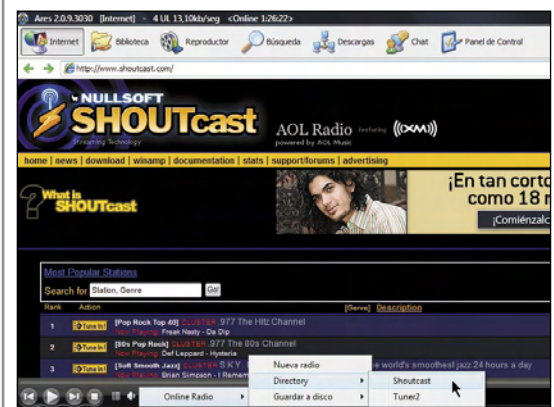 Ares 2.0.9.3030 [Internet] - 4 UL 13,10kb/seg <Online 1:26:22>
Internet Biblioteca Reproductor Búsqueda Descargas Chat Panel de Control
http://www.shoutcast.com/
NULLSOFT
SHOUTcast
Streaming Technology
AOL Radio featuring ((XM))
powered by AOL Music
home | news | download | winamp | documentation | stats | support/forums | advertising
What is
SHOUTcast
¡En tan corto
como 18 m
¡Comiénzalo
Most Popular Stations
Search for Station, Genre Go!
Rank Action [Genre] Description
1 Tune In! [Pop Rock Top 40] CLUSTER .977 The Hitz Channel
Now Playing: Freak Nasty - Da Dip
2 Tune In! [80s Pop Rock] CLUSTER .977 The 80s Channel
Now Playing: Def Leppard - Hysteria
3 Tune In! [Soft Smooth Jazz] CLUSTER S K Y . e world's smoothest jazz 24 hours a day
Now Playing: Brian Simpson - I Remem
Nueva radio
Directory
Shoutcast
Online Radio
Guardar a disco
Tuner2